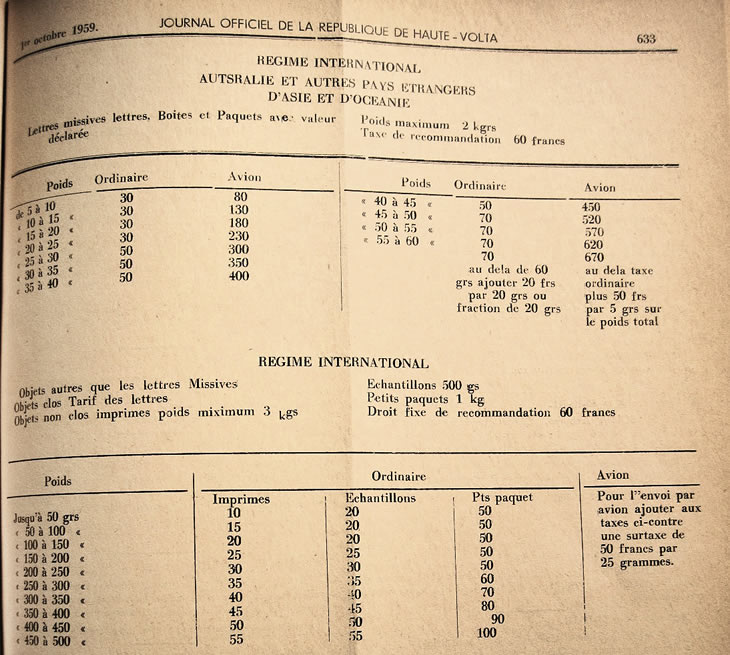 1er octobre 1959. JOURNAL OFFICIEL DE LA REPUBLIQUE DE HAUTE-VOLTA 633
REGIME INTERNATIONAL
AUTSRALIE ET AUTRES PAYS ETRANGERS
D'ASIE ET D'OCEANIE
Lettres missives lettres, Boites et Paquets avec valeur
déclarée
Poids maximum 2 kgrs
Taxe de recommandation 60 francs
Poids Ordinaire Avion
de 5 à 10 30 80
« 10 à 15 « 30 130
« 15 à 20 « 30 180
« 20 à 25 « 30 230
« 25 à 30 « 50 300
« 30 à 35 « 50 350
« 35 à 40 « 50 400
Poids Ordinaire Avion
« 40 à 45 « 50 450
« 45 à 50 « 70 520
« 50 à 55 « 70 570
« 55 à 60 « 70 620
70 670
au dela de 60 au dela taxe
grs ajouter 20 frs ordinaire
par 20 grs ou plus 50 frs
fraction de 20 grs par 5 grs sur
le poids total
REGIME INTERNATIONAL
Objets autres que les lettres Missives
Objets clos Tarif des lettres
Objets non clos imprimes poids miximum 3 kgs
Echantillons 500 gs
Petits paquets 1 kg
Droit fixe de recommandation 60 francs
Poids Ordinaire Avion
Imprimes Echantillons Pts paquet
Jusqu'à 50 grs 10 20 50
« 50 à 100 « 15 20 50
« 100 à 150 « 20 20 50
« 150 à 200 « 25 25 50
« 200 à 250 « 30 30 50
« 250 à 300 « 35 35 60
« 300 à 350 « 40 40 70
« 350 à 400 « 45 45 80
« 400 à 450 « 50 50 90
« 450 à 500 « 55 55 100
Pour l"envoi par
avion ajouter aux
taxes ci-contre
une surtaxe de
50 francs par
25 grammes.